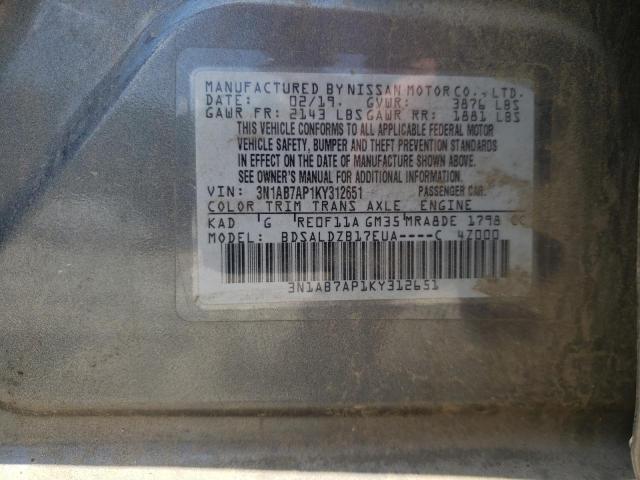 MANUFACTURED BY NISSAN MOTOR CO., LTD.
DATE: 02/19. GVWR: 3876 LBS
GAWR FR: 2143 LBS GAWR RR: 1881 LBS
THIS VEHICLE CONFORMS TO ALL APPLICABLE FEDERAL MOTOR
VEHICLE SAFETY, BUMPER AND THEFT PREVENTION STANDARDS
IN EFFECT ON THE DATE OF MANUFACTURE SHOWN ABOVE.
SEE OWNER'S MANUAL FOR ADDITIONAL INFORMATION.
VIN: 3N1AB7AP1KY312651 PASSENGER CAR
COLOR TRIM TRANS AXLE ENGINE
KAD G RE0F11A GM35 MRA8DE 1798 CC
MODEL: BDSALDZB17EUA----C 4Z000
3N1AB7AP1KY312651